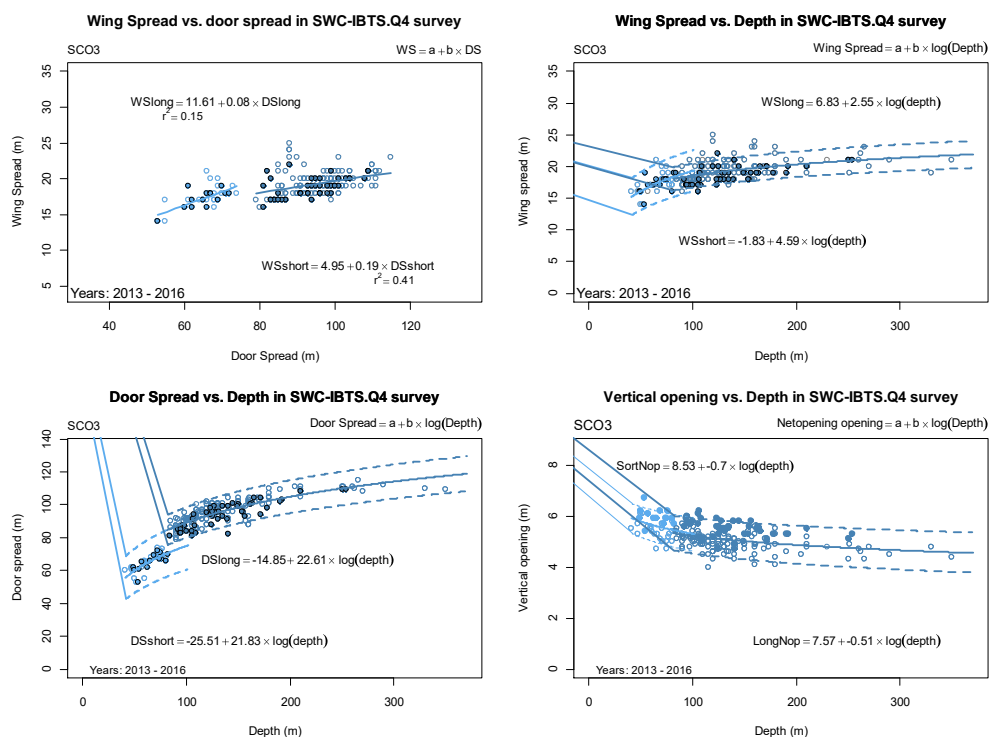 Wing Spread vs. door spread in SWC-IBTS.Q4 survey
SCO3
WS = a + b × DS
35
30
25
20
15
10
5
Wing Spread (m)
WSlong = 11.61 + 0.08 × DSlong
r² = 0.15
WSshort = 4.95 + 0.19 × DSshort
r² = 0.41
Years: 2013 - 2016
40 60 80 100 120
Door Spread (m)
Wing Spread vs. Depth in SWC-IBTS.Q4 survey
SCO3
Wing Spread = a + b × log(Depth)
35
30
25
20
15
10
5
0
Wing Spread (m)
WSlong = 6.83 + 2.55 × log(depth)
WSshort = -1.83 + 4.59 × log(depth)
Years: 2013 - 2016
0 100 200 300
Depth (m)
Door Spread vs. Depth in SWC-IBTS.Q4 survey
SCO3
Door Spread = a + b × log(Depth)
140
120
100
80
60
40
20
0
Door spread (m)
DSlong = -14.85 + 22.61 × log(depth)
DSshort = -25.51 + 21.83 × log(depth)
Years: 2013 - 2016
0 100 200 300
Depth (m)
Vertical opening vs. Depth in SWC-IBTS.Q4 survey
SCO3
Netopening opening = a + b × log(Depth)
8
6
4
2
0
Vertical opening (m)
SortNop = 8.53 + -0.7 × log(depth)
LongNop = 7.57 + -0.51 × log(depth)
Years: 2013 - 2016
0 100 200 300
Depth (m)